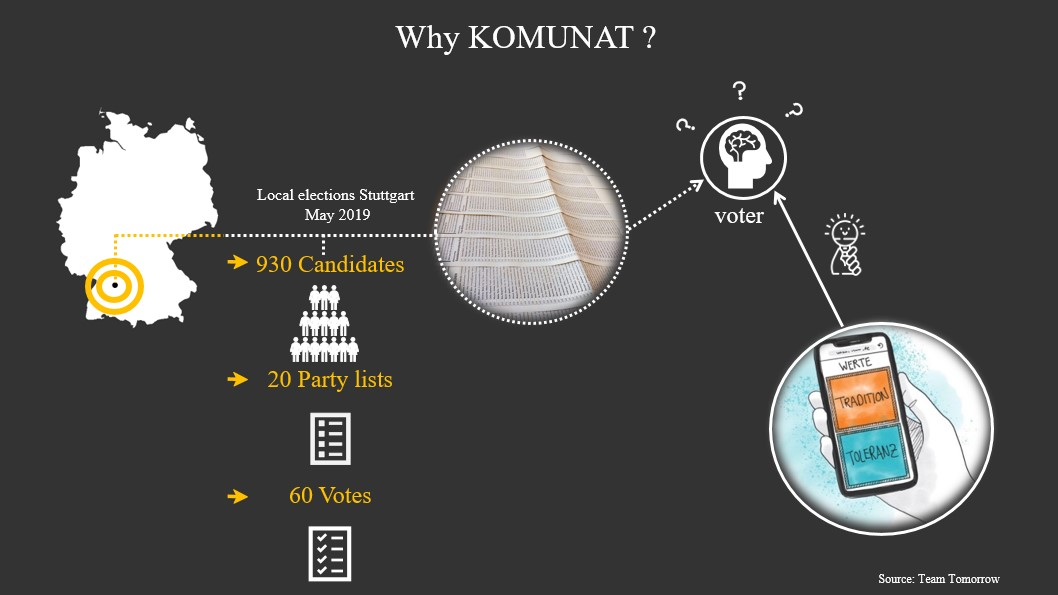 Why KOMUNAT ?
Local elections Stuttgart
May 2019
930 Candidates
20 Party lists
60 Votes
? ? ?
voter
WERTE
TRADITION
TOLERANZ
Source: Team Tomorrow